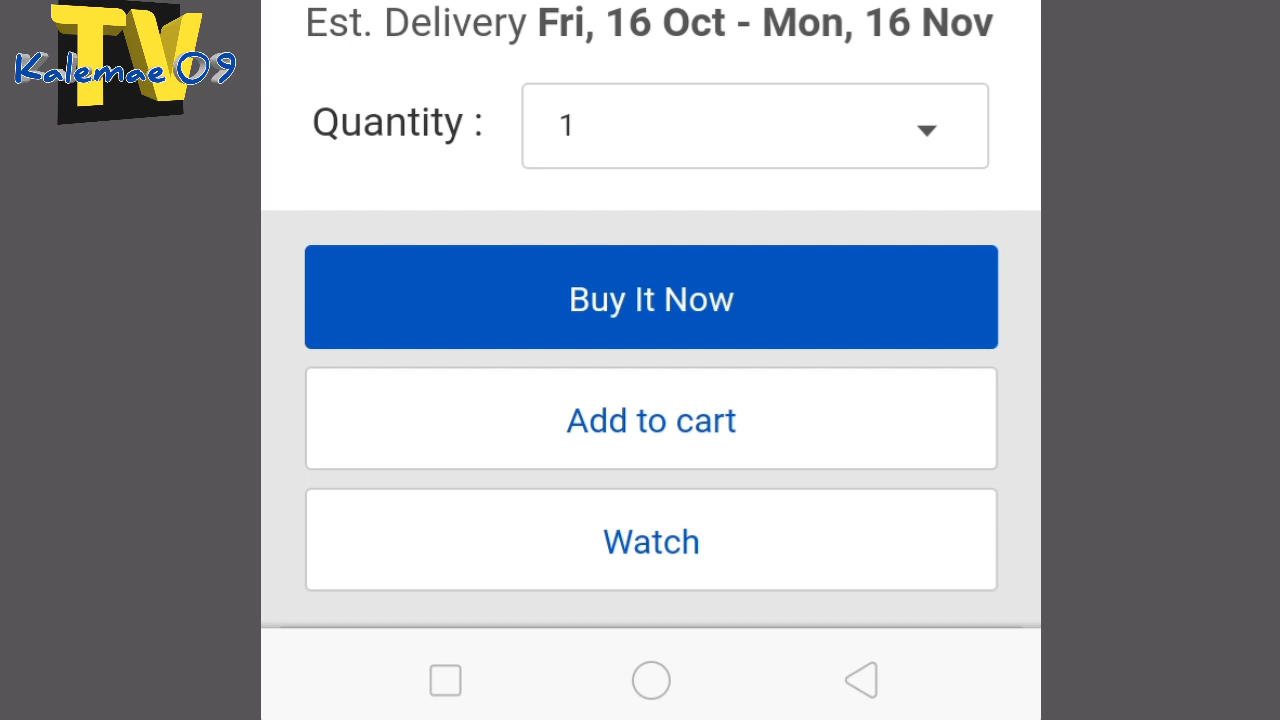 TV
Kalemae 09
Est. Delivery Fri, 16 Oct - Mon, 16 Nov
Quantity : 1
Buy It Now
Add to cart
Watch